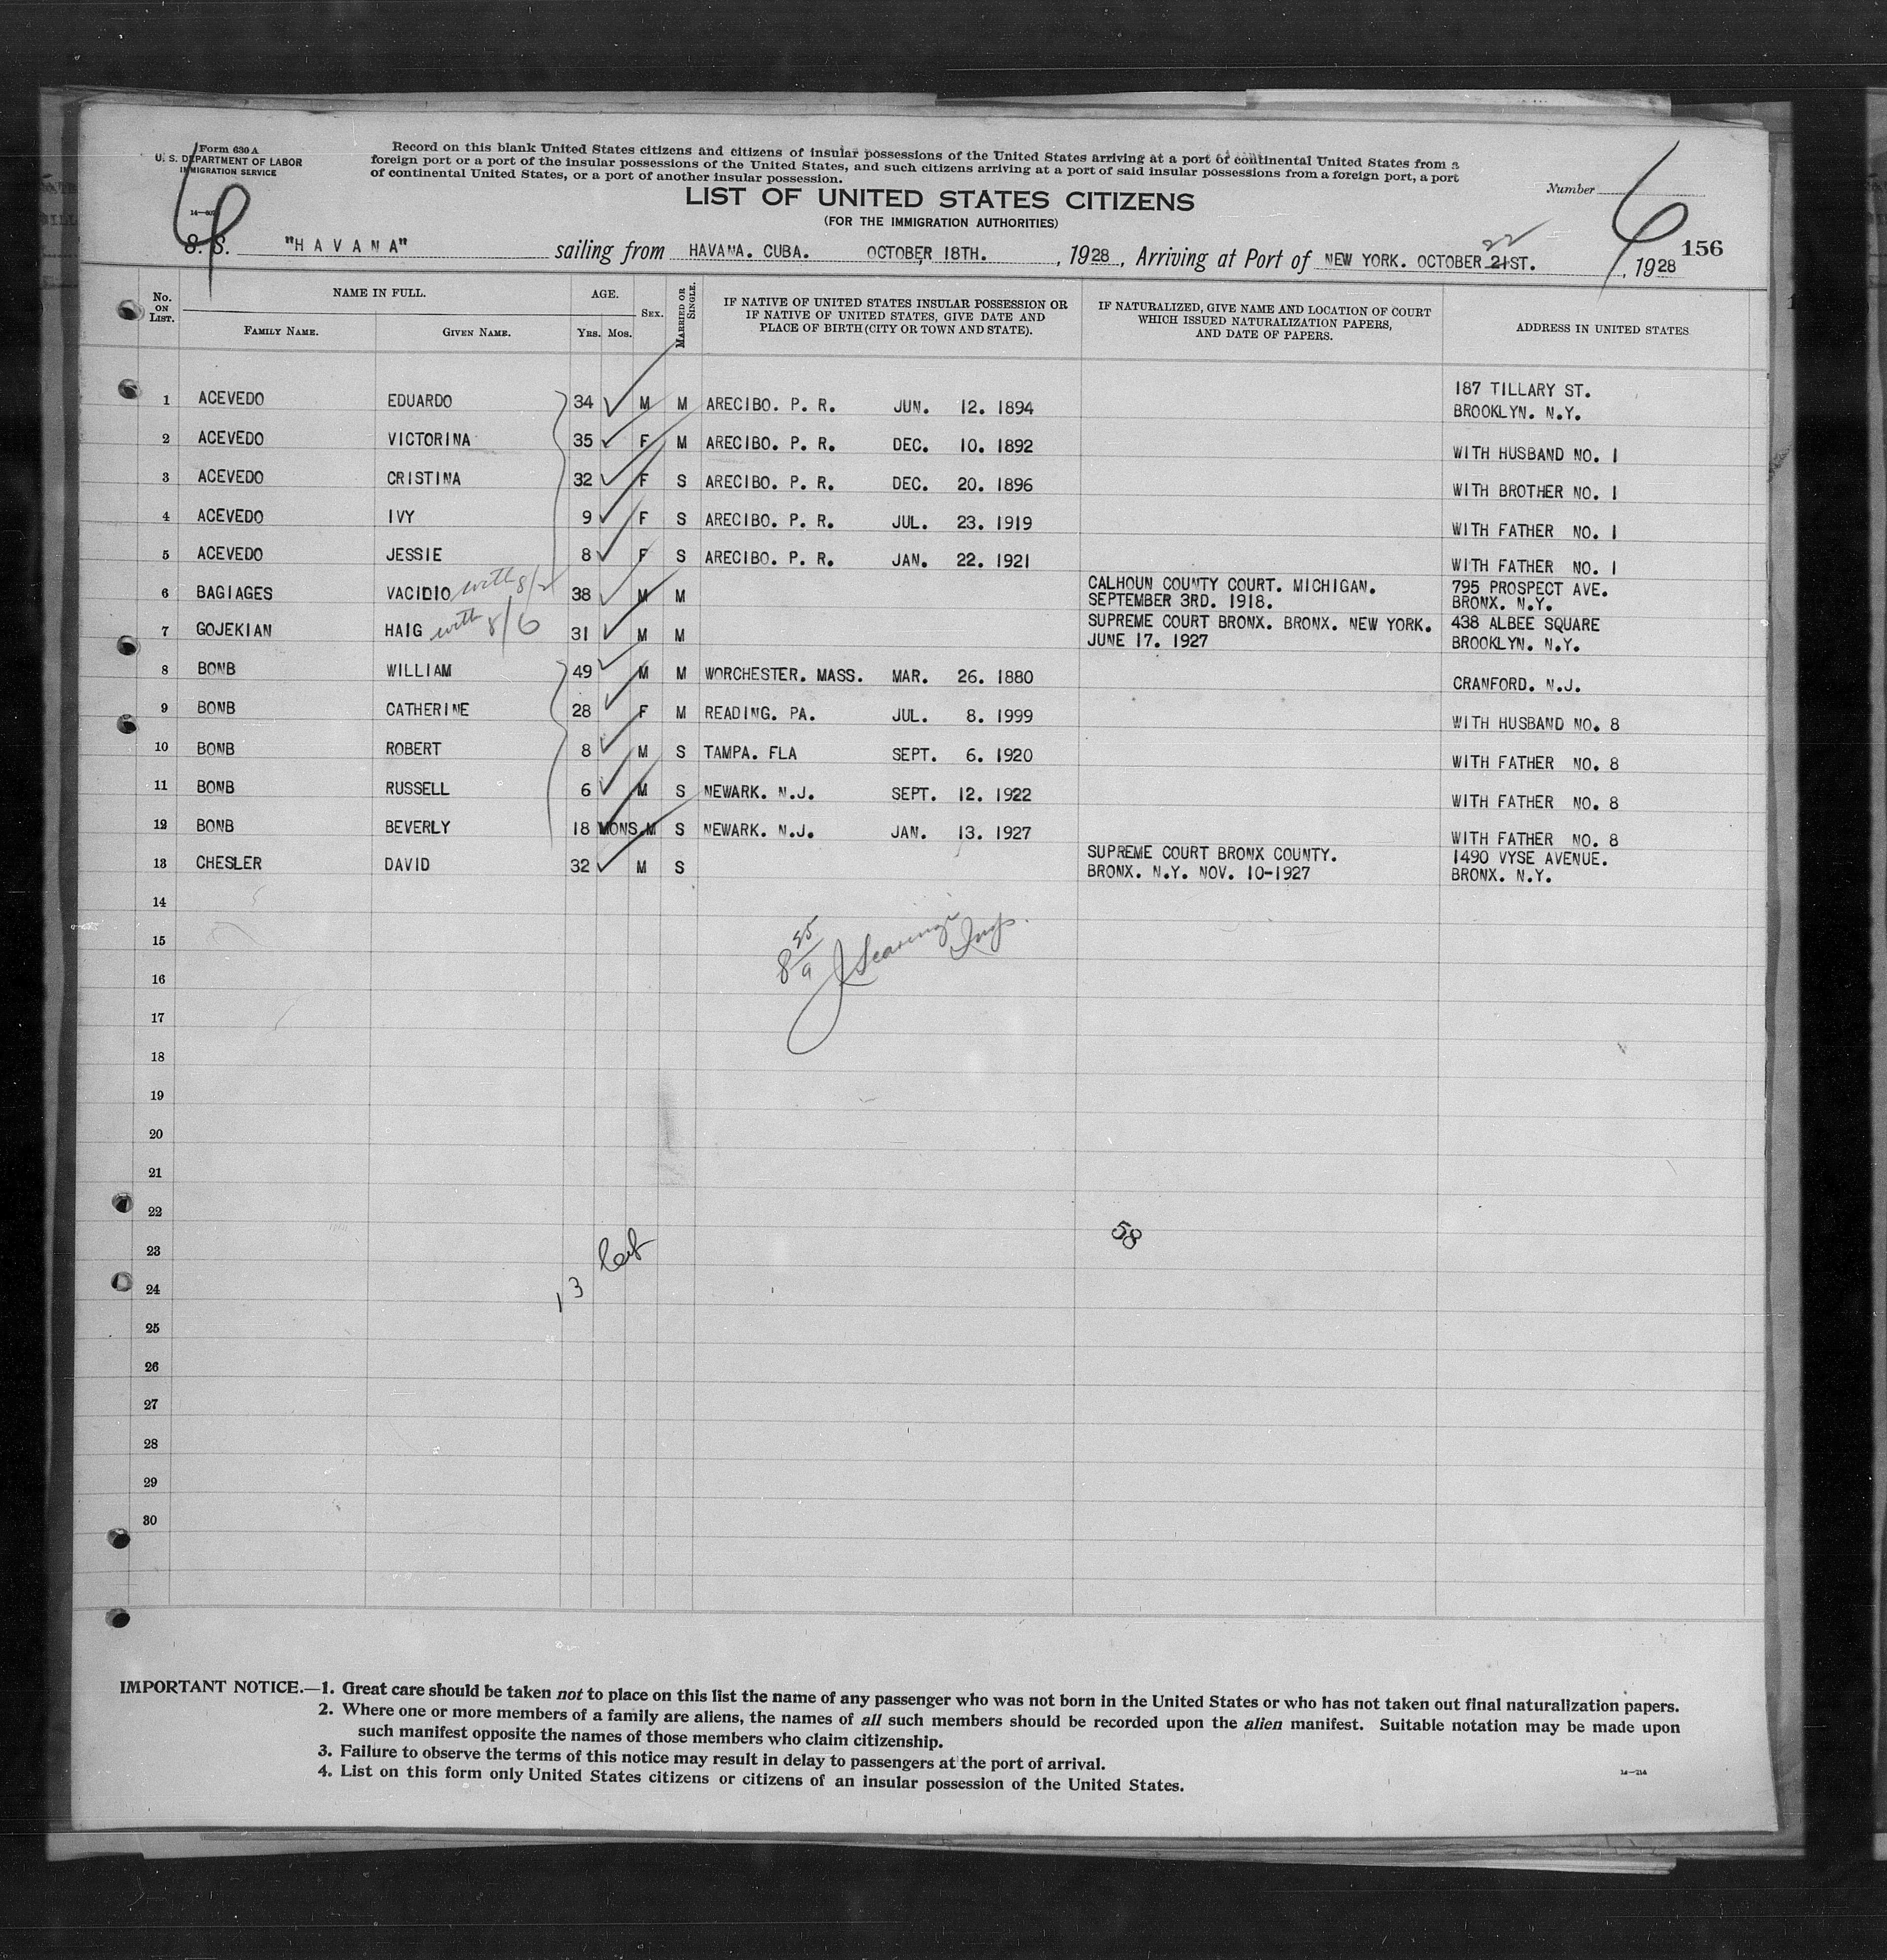 Form 630 A
U. S. DEPARTMENT OF LABOR
IMMIGRATION SERVICE
Record on this blank United States citizens and citizens of insular possessions of the United States arriving at a port of continental United States from a
foreign port or a port of the insular possessions of the United States, and such citizens arriving at a port of said insular possessions from a foreign port, a port
of continental United States, or a port of another insular possession.
LIST OF UNITED STATES CITIZENS
(FOR THE IMMIGRATION AUTHORITIES)
Number
6 6
156
S. S. "HAVANA" sailing from HAVANA. CUBA. OCTOBER 18TH., 1928, Arriving at Port of NEW YORK. OCTOBER 21ST. 22, 1928
No. ON LIST. NAME IN FULL. AGE. SEX. MARRIED OR SINGLE. IF NATIVE OF UNITED STATES INSULAR POSSESSION OR IF NATIVE OF UNITED STATES, GIVE DATE AND PLACE OF BIRTH (CITY OR TOWN AND STATE). IF NATURALIZED, GIVE NAME AND LOCATION OF COURT WHICH ISSUED NATURALIZATION PAPERS, AND DATE OF PAPERS. ADDRESS IN UNITED STATES
FAMILY NAME. GIVEN NAME. YRS. MOS.
1 ACEVEDO EDUARDO 34 M M ARECIBO. P. R. JUN. 12. 1894 187 TILLARY ST. BROOKLYN. N.Y.
2 ACEVEDO VICTORINA 35 F M ARECIBO. P. R. DEC. 10. 1892 WITH HUSBAND NO. 1
3 ACEVEDO CRISTINA 32 F S ARECIBO. P. R. DEC. 20. 1896 WITH BROTHER NO. 1
4 ACEVEDO IVY 9 F S ARECIBO. P. R. JUL. 23. 1919 WITH FATHER NO. 1
5 ACEVEDO JESSIE 8 F S ARECIBO. P. R. JAN. 22. 1921 WITH FATHER NO. 1
6 BAGIAGES VACIDIO with 8/2 38 M M CALHOUN COUNTY COURT. MICHIGAN. SEPTEMBER 3RD. 1918. 795 PROSPECT AVE. BRONX. N.Y.
7 GOJEKIAN HAIG with 8/6 31 M M SUPREME COURT BRONX. BRONX. NEW YORK. JUNE 17. 1927 438 ALBEE SQUARE BROOKLYN. N.Y.
8 BONB WILLIAM 49 M M WORCHESTER. MASS. MAR. 26. 1880 CRANFORD. N.J.
9 BONB CATHERINE 28 F M READING. PA. JUL. 8. 1999 WITH HUSBAND NO. 8
10 BONB ROBERT 8 M S TAMPA. FLA SEPT. 6. 1920 WITH FATHER NO. 8
11 BONB RUSSELL 6 M S NEWARK. N.J. SEPT. 12. 1922 WITH FATHER NO. 8
12 BONB BEVERLY 18 MONS M S NEWARK. N.J. JAN. 13. 1927 WITH FATHER NO. 8
13 CHESLER DAVID 32 M S SUPREME COURT BRONX COUNTY. BRONX. N.Y. NOV. 10-1927 1490 VYSE AVENUE. BRONX. N.Y.
14
15
16
17
18
19
20
21
22
58
23
24
13
25
26
27
28
29
30
IMPORTANT NOTICE.—1. Great care should be taken not to place on this list the name of any passenger who was not born in the United States or who has not taken out final naturalization papers.
2. Where one or more members of a family are aliens, the names of all such members should be recorded upon the alien manifest. Suitable notation may be made upon
such manifest opposite the names of those members who claim citizenship.
3. Failure to observe the terms of this notice may result in delay to passengers at the port of arrival.
4. List on this form only United States citizens or citizens of an insular possession of the United States.
14—214